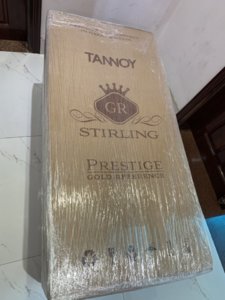 TANNOY
GR
STIRLING
PRESTIGE
GOLD REFERENCE